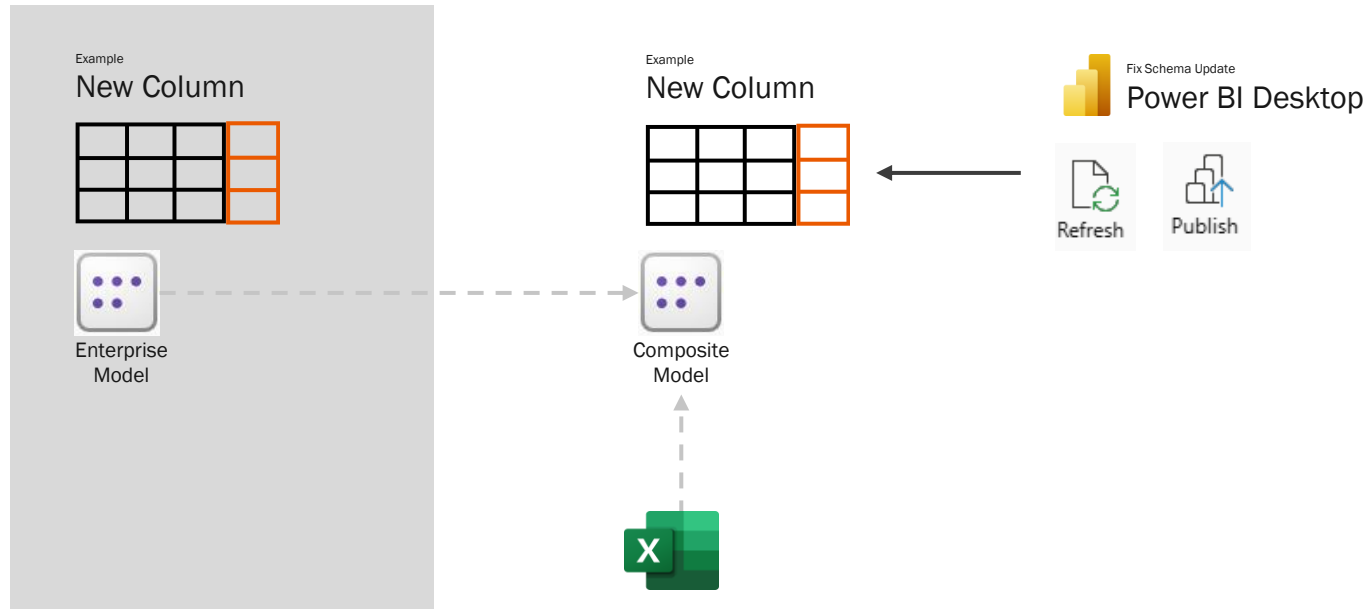 Example
New Column
Enterprise
Model
Example
New Column
Composite
Model
X
Fix Schema Update
Power BI Desktop
Refresh
Publish